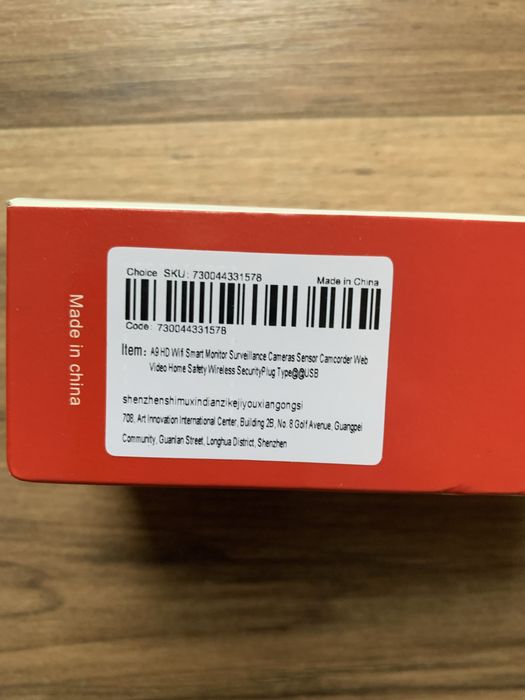 Choice SKU: 730044331578
Made in China
Code: 730044331578
Item: A9 HD Wifi Smart Monitor Surveillance Cameras Sensor Camcorder Web
Video Home Safety Wireless SecurityPlug Type@@USB
shenzhenshimuxindianzikejiyouxiangongsi
708, Art Innovation International Center, Building 2B, No. 8 Golf Avenue, Guangpei
Community, Guanlan Street, Longhua District, Shenzhen
Made in china